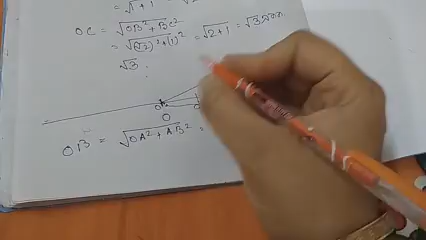 = √1+1 = √
OC = √OB² + BC²
= √(√2)² + (1)² = √2+1 = √3
√3.
O
OB = √OA² + AB² =